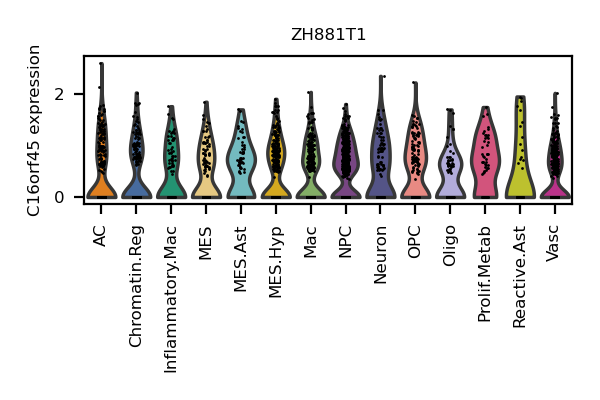 ZH881T1
C16orf45 expression
2
0
AC
Chromatin.Reg
Inflammatory.Mac
MES
MES.Ast
MES.Hyp
Mac
NPC
Neuron
OPC
Oligo
Prolif.Metab
Reactive.Ast
Vasc